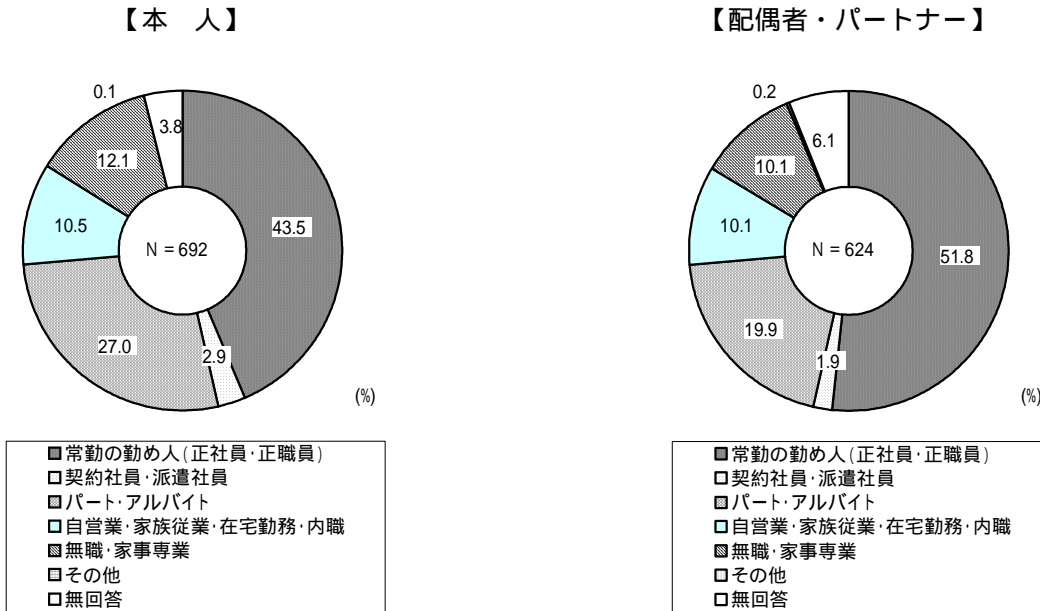 【本　人】
0.1
3.8
12.1
10.5
43.5
N = 692
27.0
2.9
(%)
常勤の勤め人(正社員･正職員)
契約社員･派遣社員
パート･アルバイト
自営業･家族従業･在宅勤務･内職
無職･家事専業
その他
無回答
【配偶者・パートナー】
0.2
6.1
10.1
10.1
N = 624
51.8
19.9
1.9
(%)
常勤の勤め人(正社員･正職員)
契約社員･派遣社員
パート･アルバイト
自営業･家族従業･在宅勤務･内職
無職･家事専業
その他
無回答